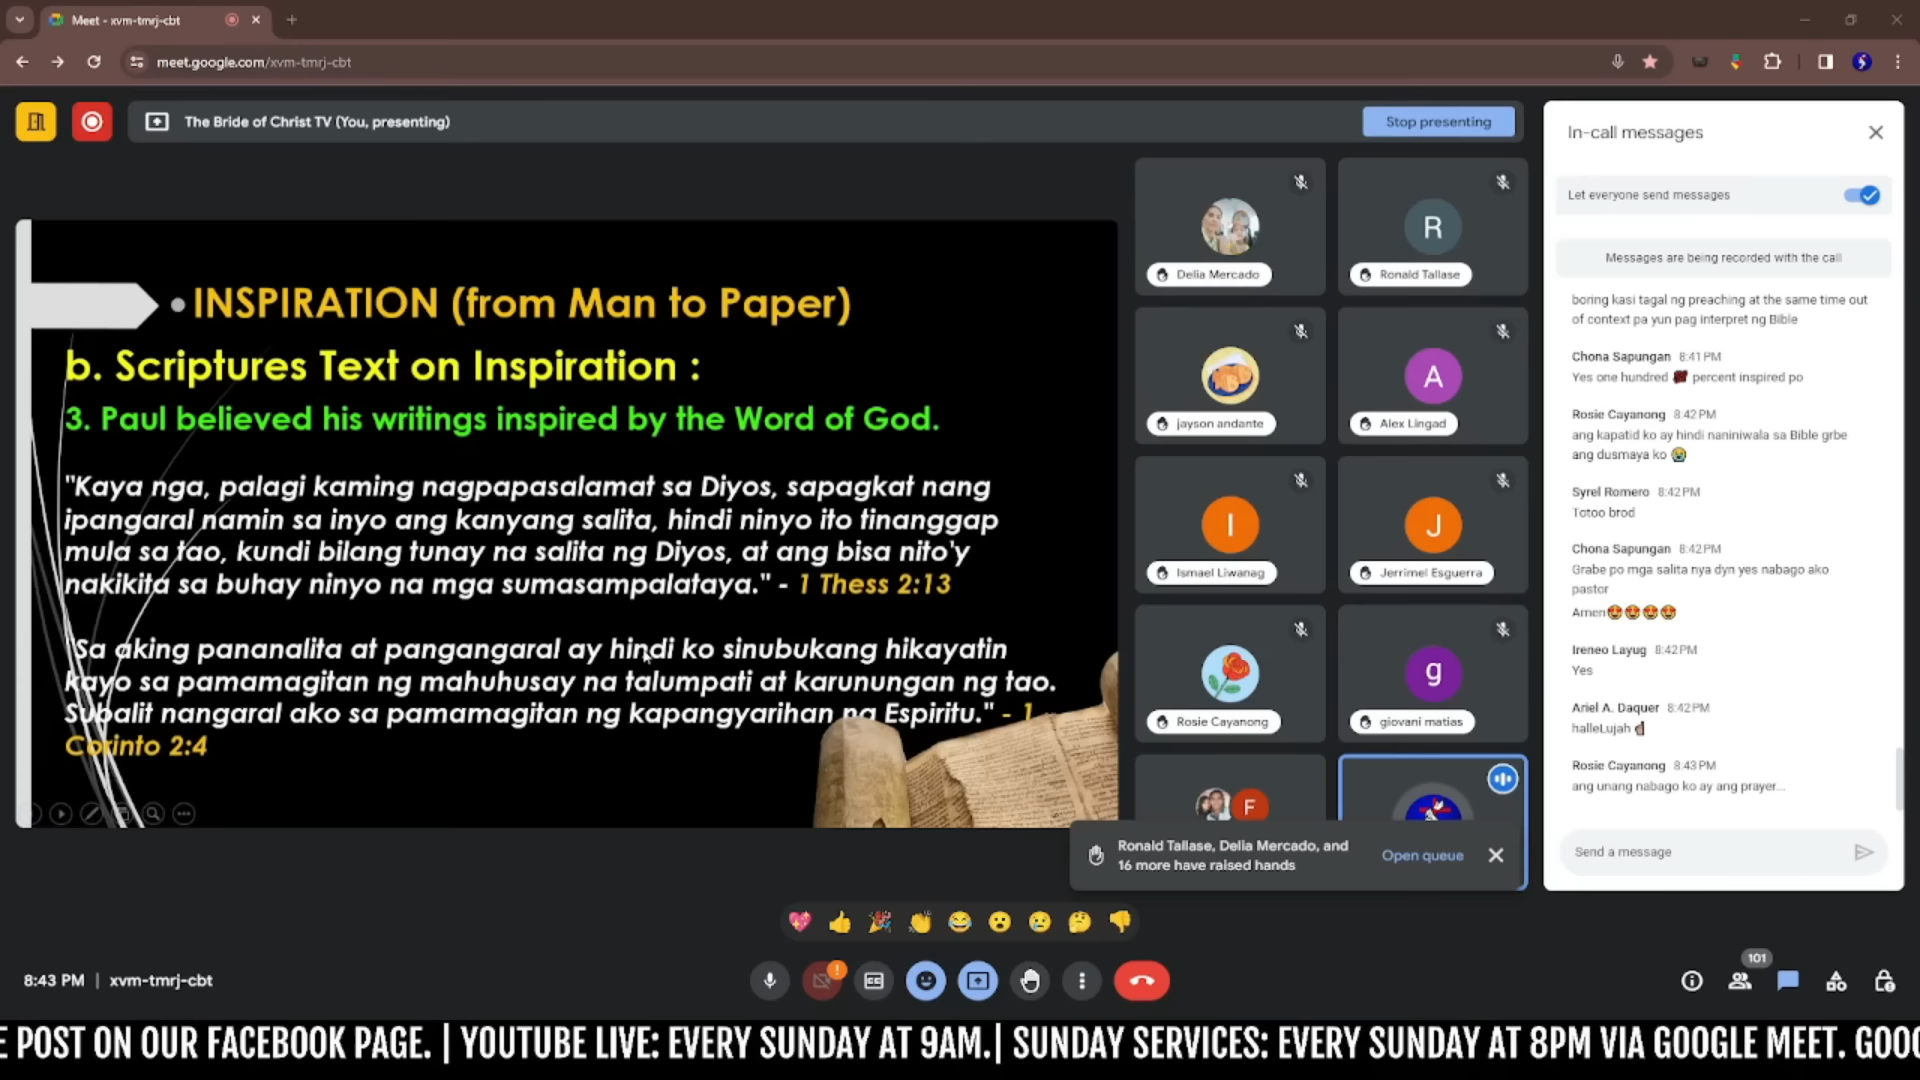 Meet - xvm-tmrj-cbt
meet.google.com/xvm-tmrj-cbt
The Bride of Christ TV (You, presenting)
Stop presenting
• INSPIRATION (from Man to Paper)
b. Scriptures Text on Inspiration :
3. Paul believed his writings inspired by the Word of God.
"Kaya nga, palagi kaming nagpapasalamat sa Diyos, sapagkat nang
ipangaral namin sa inyo ang kanyang salita, hindi ninyo ito tinanggap
mula sa tao, kundi bilang tunay na salita ng Diyos, at ang bisa nito'y
nakikita sa buhay ninyo na mga sumasampalataya." - 1 Thess 2:13
"Sa aking pananalita at pangangaral ay hindi ko sinubukang hikayatin
kayo sa pamamagitan ng mahuhusay na talumpati at karunungan ng tao.
Subalit nangaral ako sa pamamagitan ng kapangyarihan ng Espiritu." - 1
Corinto 2:4
Delia Mercado
R
Ronald Tallase
jayson andante
A
Alex Lingad
I
Ismael Liwanag
J
Jerrimel Esguerra
Rosie Cayanong
g
giovani matias
F
Ronald Tallase, Delia Mercado, and
16 more have raised hands
Open queue
In-call messages
Let everyone send messages
Messages are being recorded with the call
boring kasi tagal ng preaching at the same time out
of context pa yun pag interpret ng Bible
Chona Sapungan 8:41 PM
Yes one hundred 💯 percent inspired po
Rosie Cayanong 8:42 PM
ang kapatid ko ay hindi naniniwala sa Bible grbe
ang dusmaya ko 😭
Syrel Romero 8:42 PM
Totoo brod
Chona Sapungan 8:42 PM
Grabe po mga salita nya dyn yes nabago ako
pastor
Amen😍😍😍😍
Ireneo Layug 8:42 PM
Yes
Ariel A. Daquer 8:42 PM
halleLujah
Rosie Cayanong 8:43 PM
ang unang nabago ko ay ang prayer...
Send a message
8:43 PM | xvm-tmrj-cbt
101
E POST ON OUR FACEBOOK PAGE. | YOUTUBE LIVE: EVERY SUNDAY AT 9AM.| SUNDAY SERVICES: EVERY SUNDAY AT 8PM VIA GOOGLE MEET. GOOG